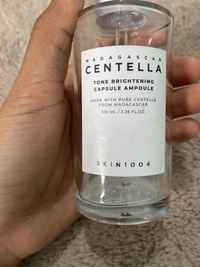 MADAGASCAR
CENTELLA
TONE BRIGHTENING
CAPSULE AMPOULE
MADE WITH PURE CENTELLA
FROM MADAGASCAR
100 ML / 3.38 FL.OZ.
SKIN1004